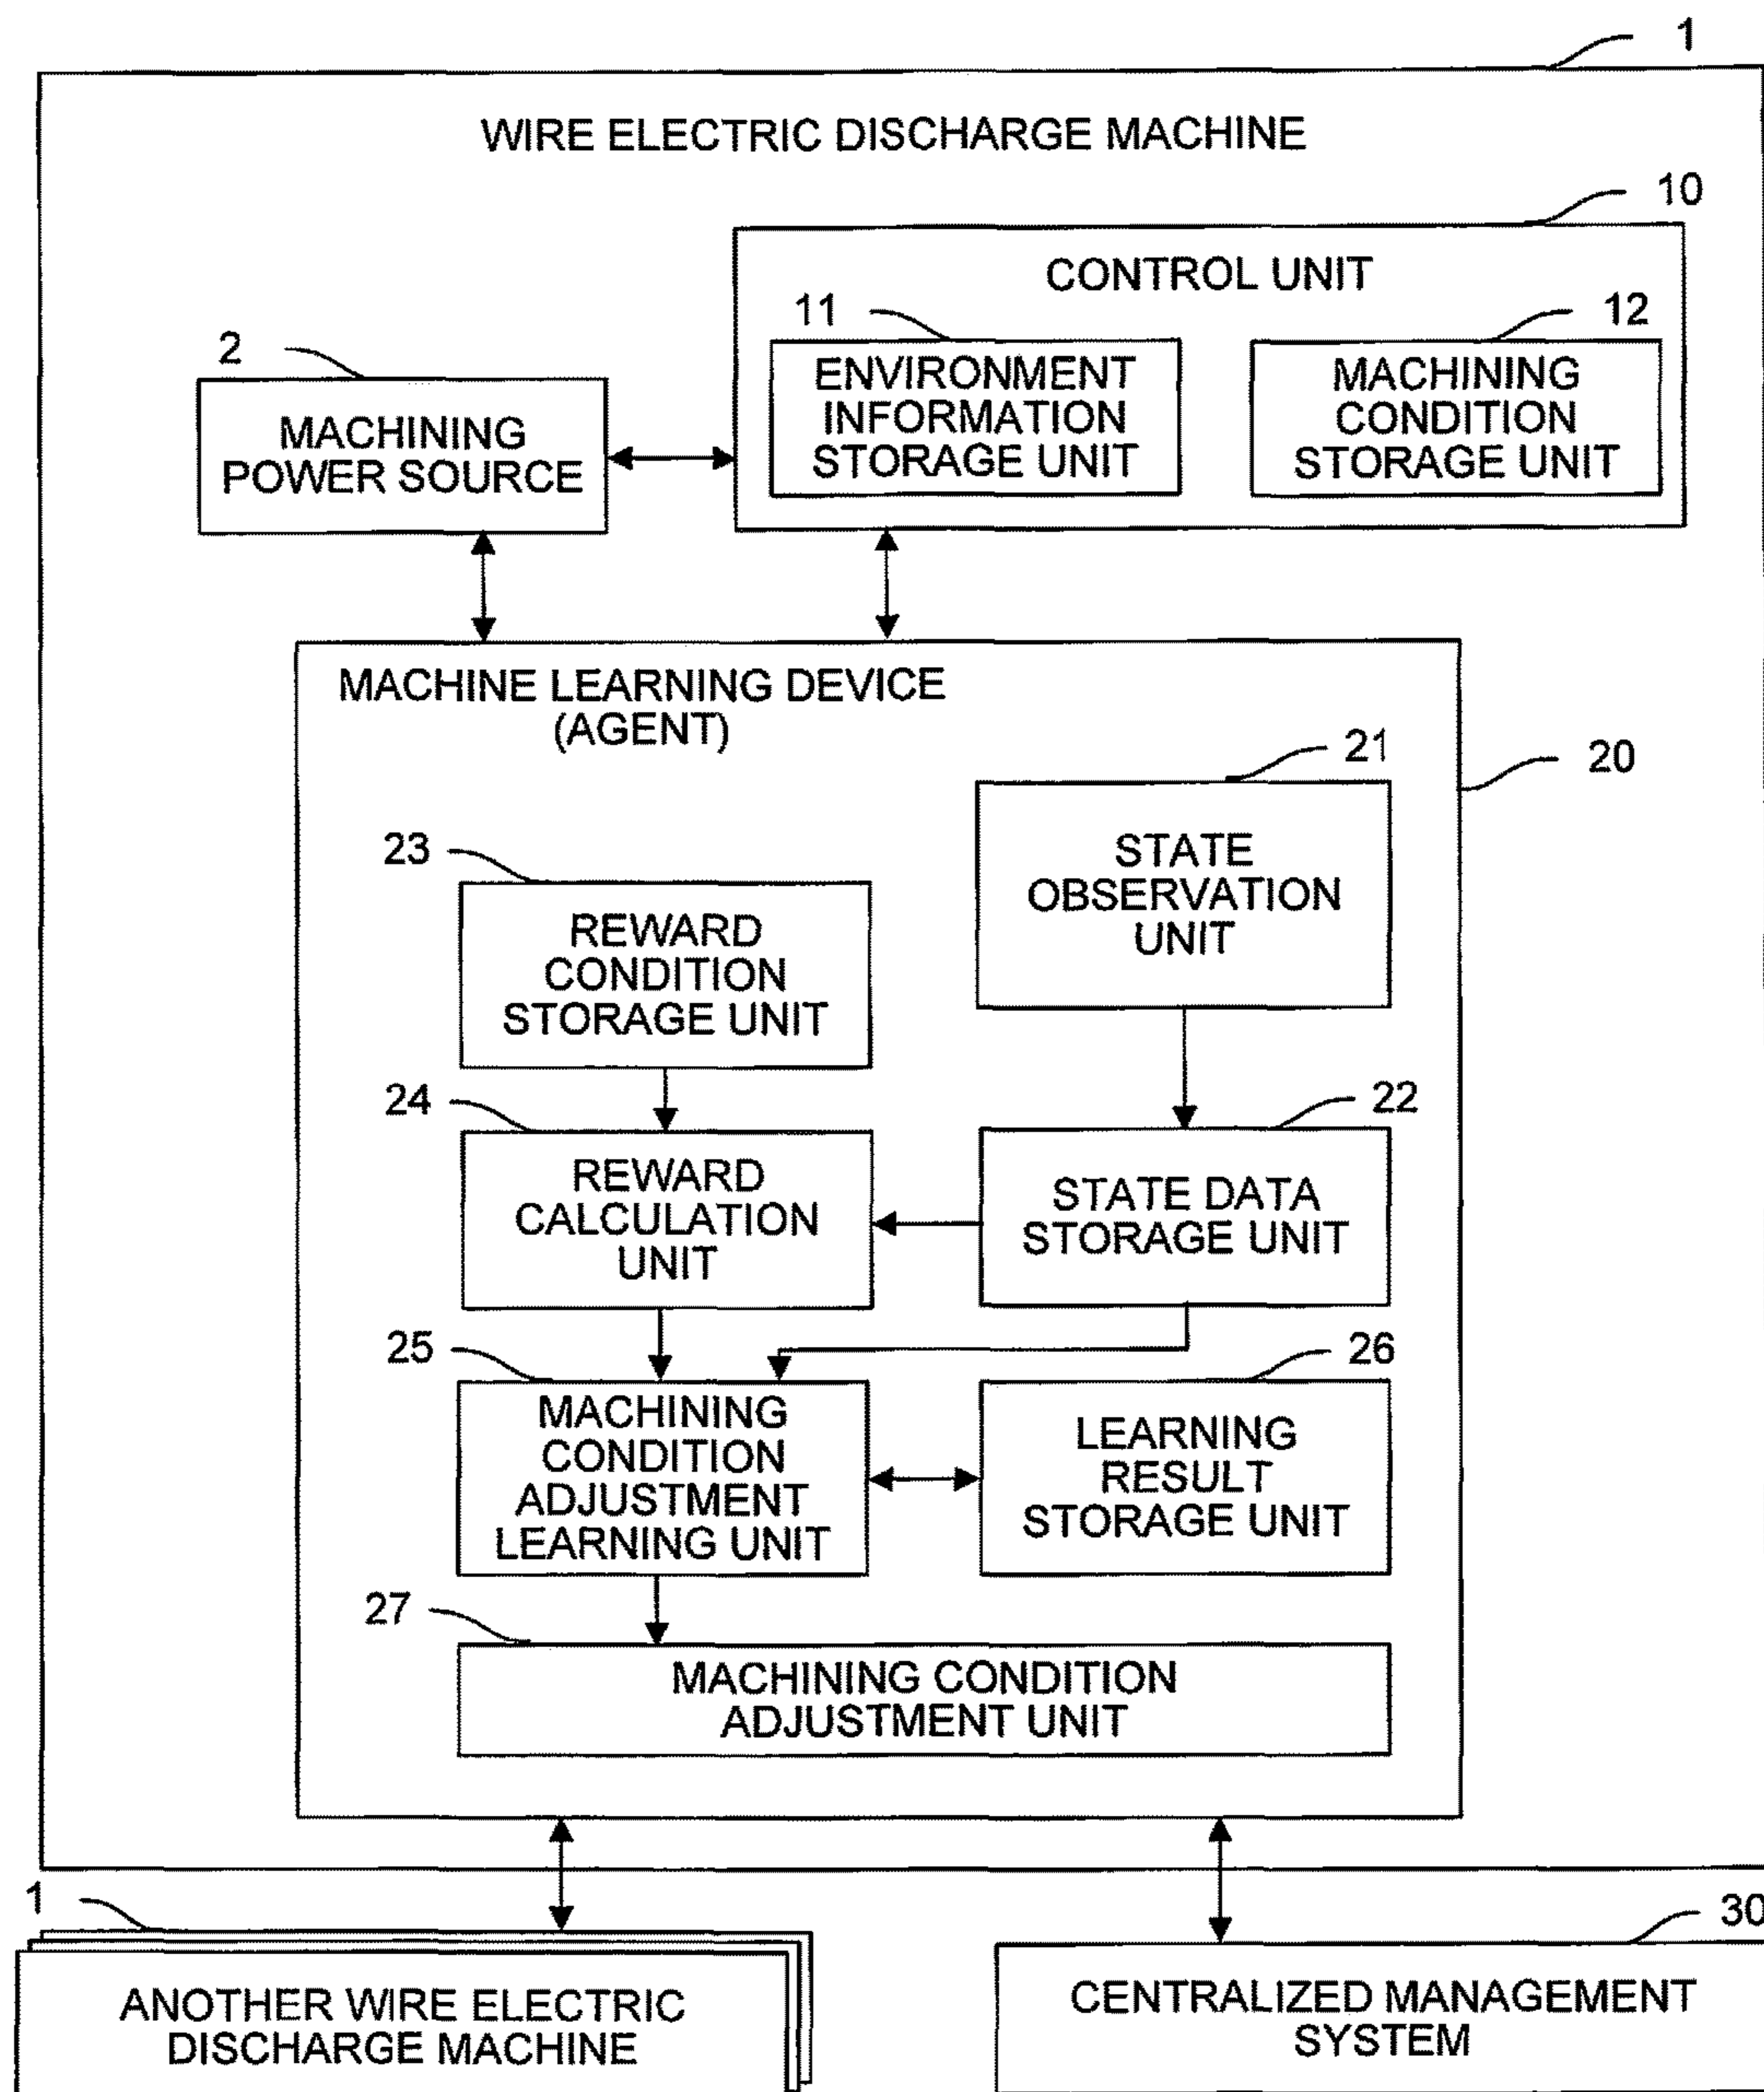 1
WIRE ELECTRIC DISCHARGE MACHINE
10
CONTROL UNIT
11
12
2
ENVIRONMENT
INFORMATION
STORAGE UNIT
MACHINING
CONDITION
STORAGE UNIT
MACHINING
POWER SOURCE
MACHINE LEARNING DEVICE
(AGENT)
21
20
STATE
OBSERVATION
UNIT
23
REWARD
CONDITION
STORAGE UNIT
24
22
REWARD
CALCULATION
UNIT
STATE DATA
STORAGE UNIT
25
26
MACHINING
CONDITION
ADJUSTMENT
LEARNING UNIT
LEARNING
RESULT
STORAGE UNIT
27
MACHINING CONDITION
ADJUSTMENT UNIT
1
30
ANOTHER WIRE ELECTRIC
DISCHARGE MACHINE
CENTRALIZED MANAGEMENT
SYSTEM